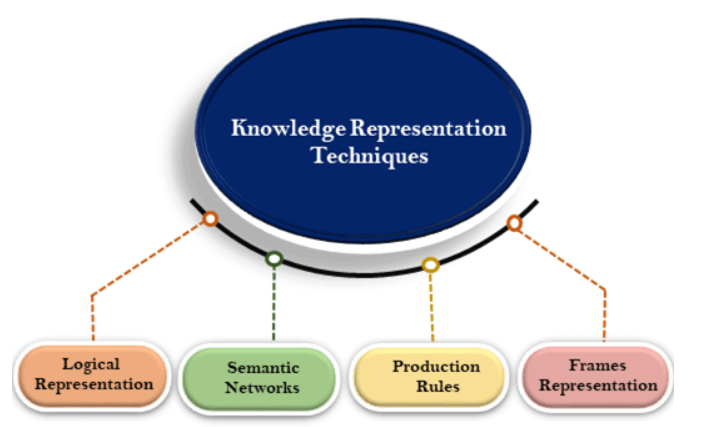 Knowledge Representation
Techniques
Logical
Representation
Semantic
Networks
Production
Rules
Frames
Representation